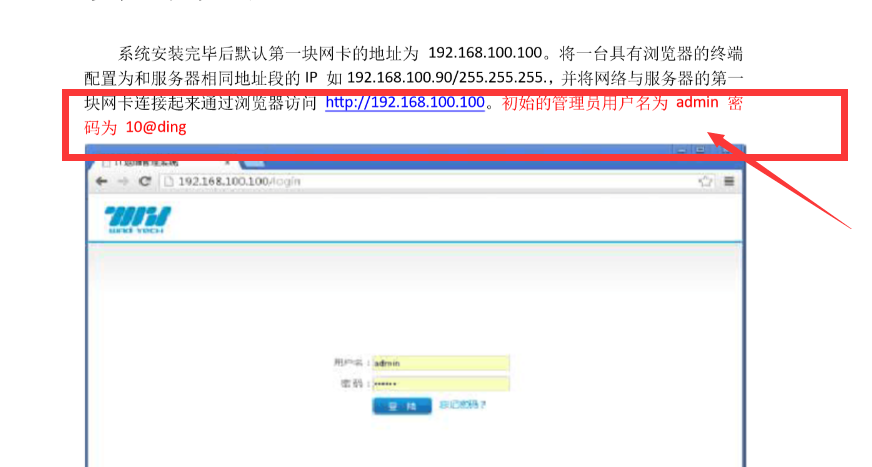 系统安装完毕后默认第一块网卡的地址为 192.168.100.100。将一台具有浏览器的终端
配置为和服务器相同地址段的 IP 如 192.168.100.90/255.255.255.，并将网络与服务器的第一
块网卡连接起来通过浏览器访问 http://192.168.100.100。初始的管理员用户名为 admin 密
码为 10@ding
192.168.100.100/login
WIND TECH
用户名：admin
密 码：••••••
登 陆 忘记密码？